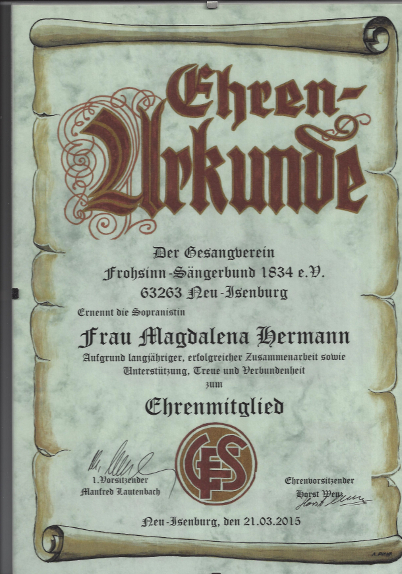 Ehren-
Urkunde
Der Gesangverein
Frohsinn-Sängerbund 1834 e.V.
63263 Neu-Isenburg
Ernennt die Sopranistin
Frau Magdalena Hermann
Aufgrund langjähriger, erfolgreicher Zusammenarbeit sowie
Unterstützung, Treue und Verbundenheit
zum
Ehrenmitglied
1.Vorsitzender
Manfred Lautenbach
Ehrenvorsitzender
Horst Wenz
Neu-Isenburg, den 21.03.2015